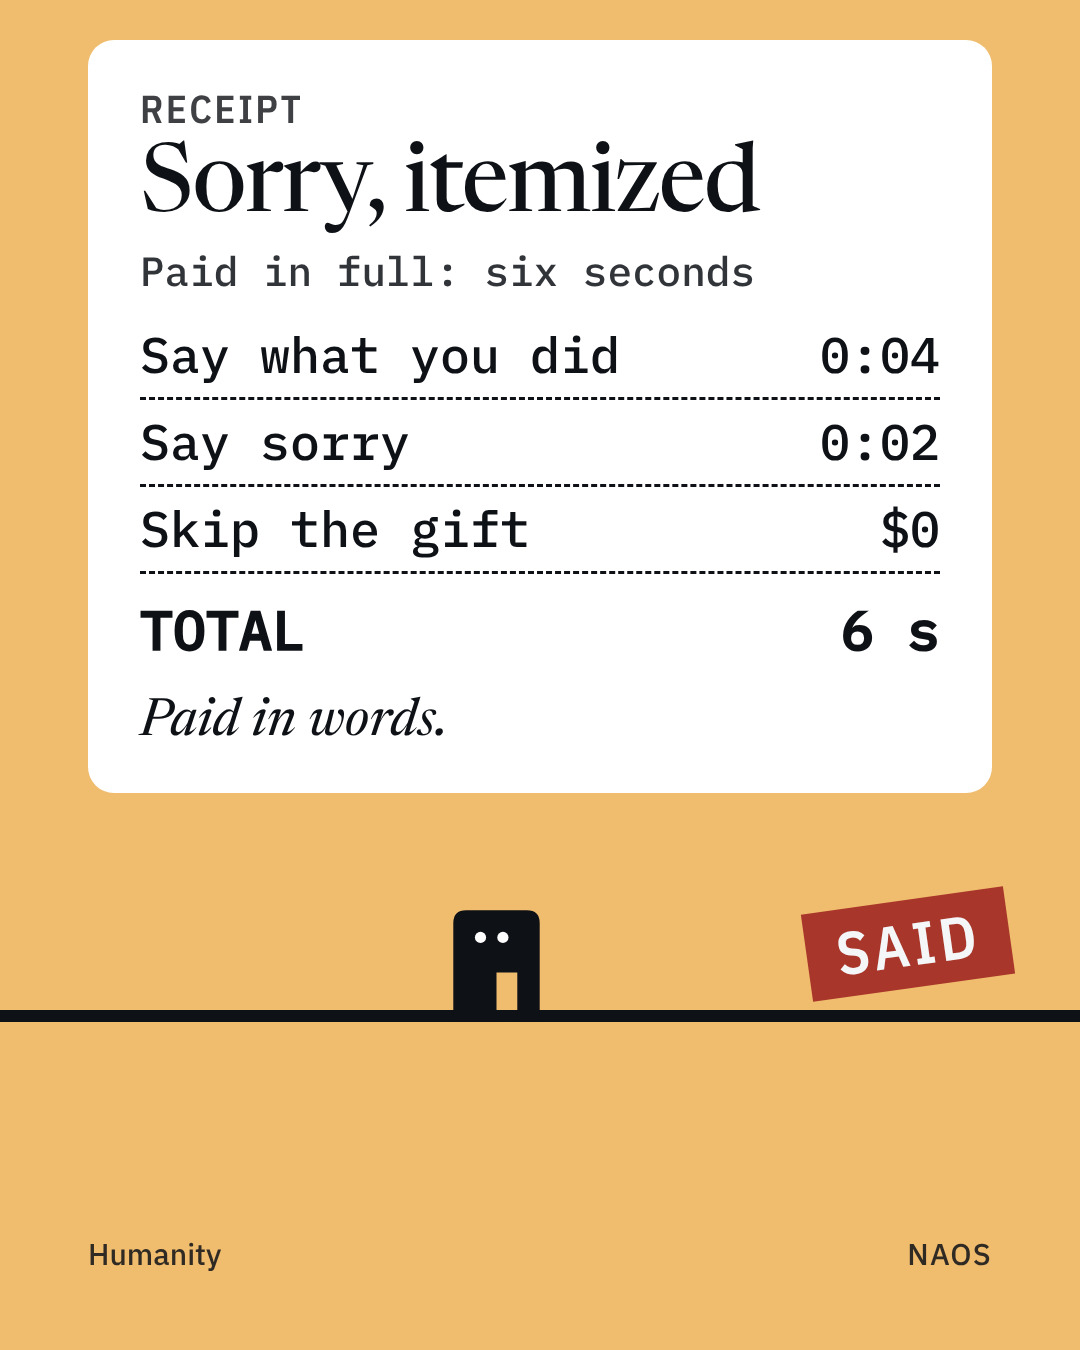 RECEIPT
Sorry, itemized
Paid in full: six seconds
Say what you did 0:04
Say sorry 0:02
Skip the gift $0
TOTAL 6 s
Paid in words.
SAID
Humanity NAOS